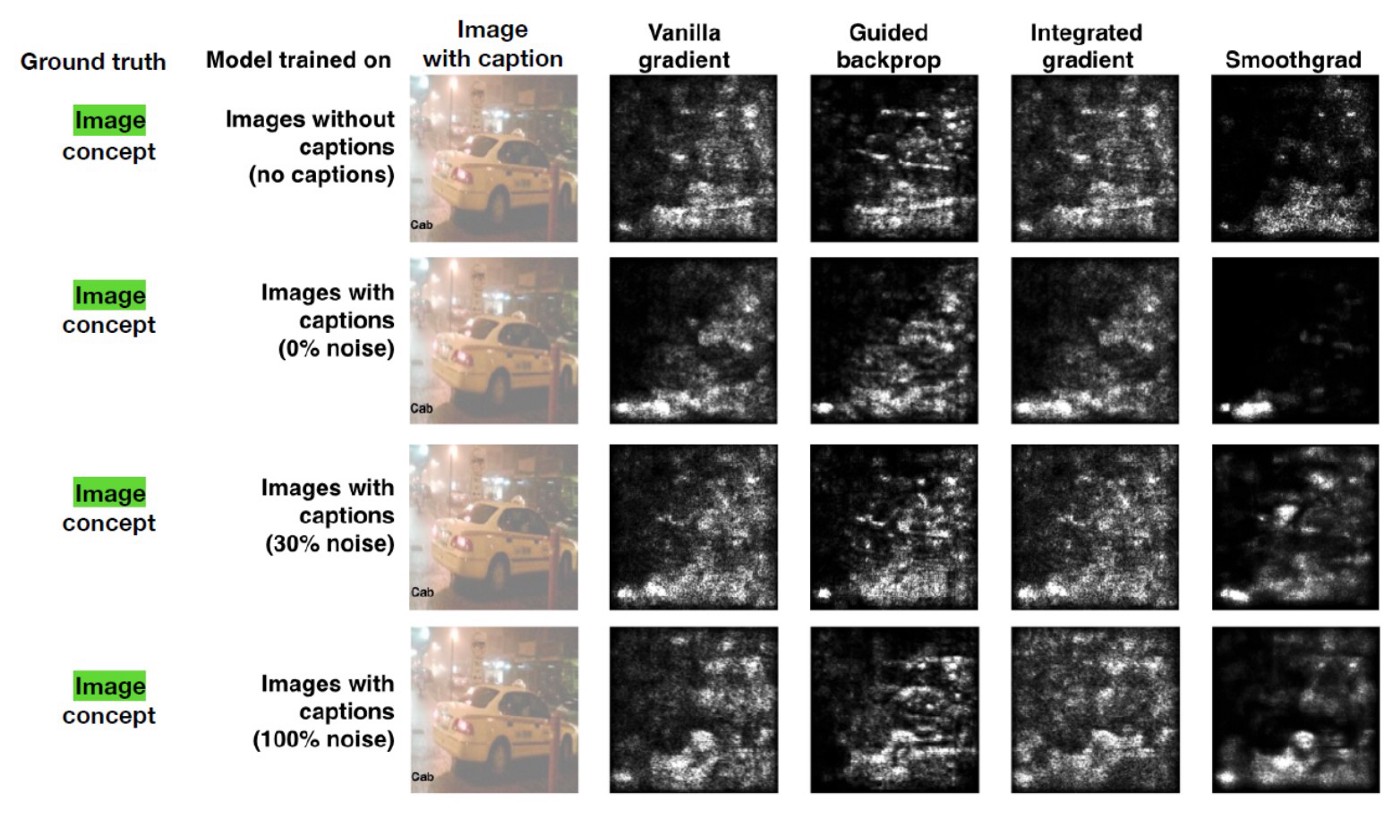 Ground truth
Model trained on
Image
with caption
Vanilla
gradient
Guided
backprop
Integrated
gradient
Smoothgrad
Image
concept
Images without
captions
(no captions)
Cab
Image
concept
Images with
captions
(0% noise)
Cab
Image
concept
Images with
captions
(30% noise)
Cab
Image
concept
Images with
captions
(100% noise)
Cab